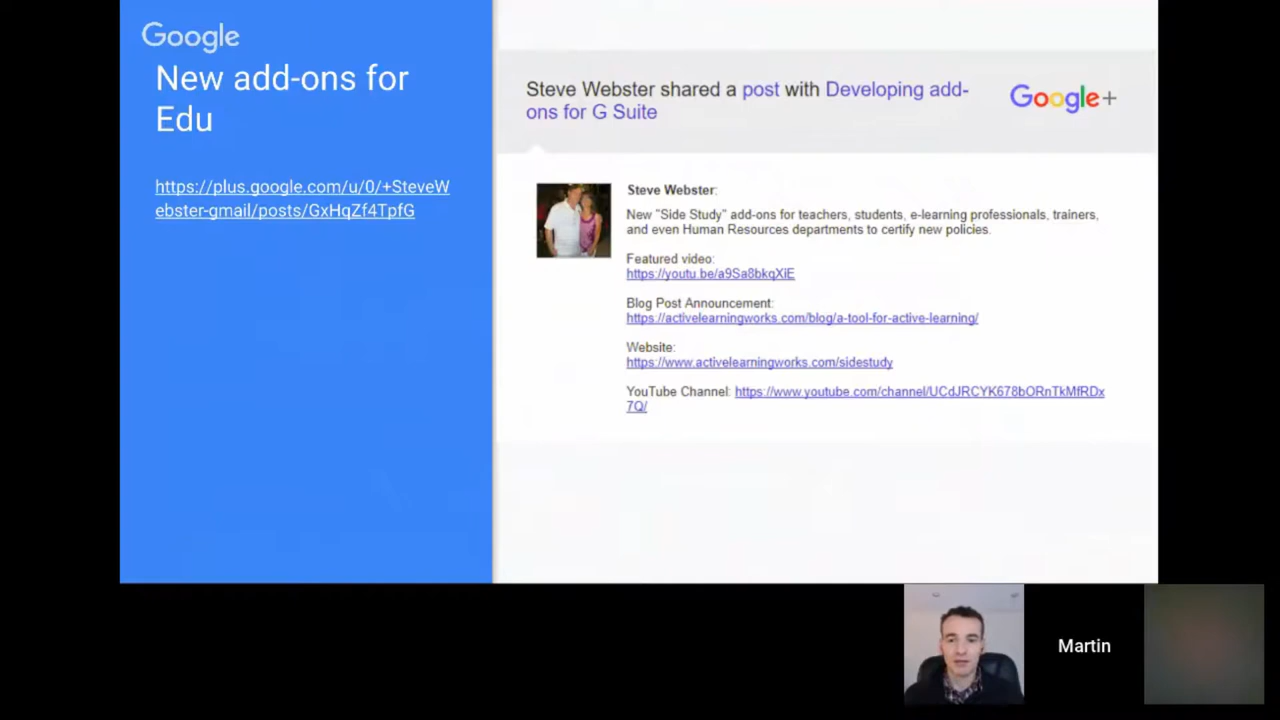 Google
New add-ons for
Edu
https://plus.google.com/u/0/+SteveW
ebster-gmail/posts/GxHqZf4TpfG
Steve Webster shared a post with Developing add-
ons for G Suite
Google+
Steve Webster:
New "Side Study" add-ons for teachers, students, e-learning professionals, trainers,
and even Human Resources departments to certify new policies.
Featured video:
https://youtu.be/a9Sa8bkqXiE
Blog Post Announcement:
https://activelearningworks.com/blog/a-tool-for-active-learning/
Website:
https://www.activelearningworks.com/sidestudy
YouTube Channel: https://www.youtube.com/channel/UCdJRCYK678bORnTkMfRDx
7Q/
Martin